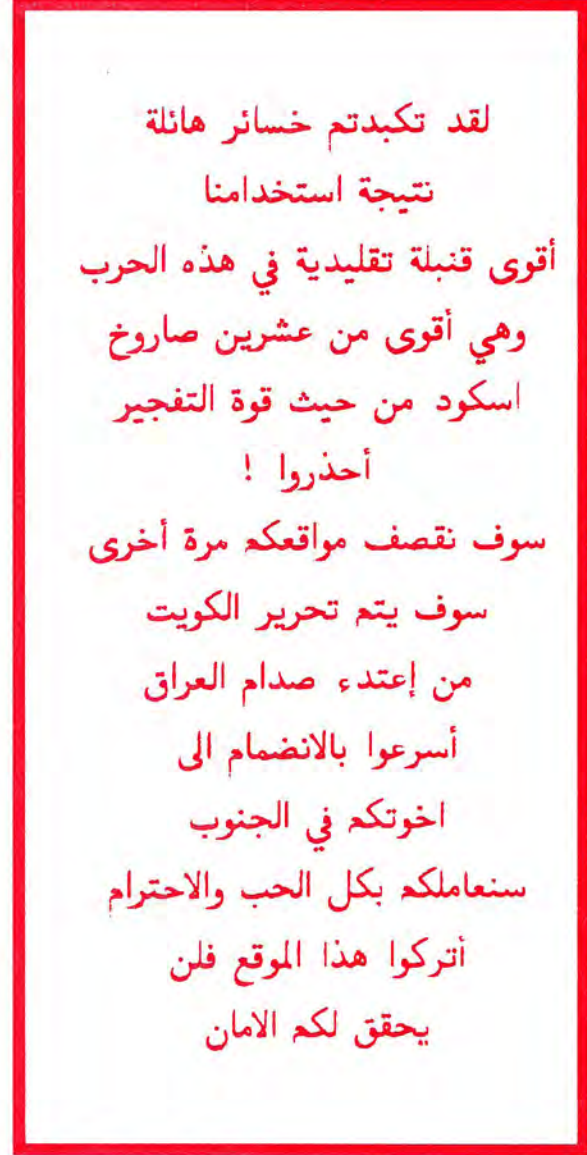 لقد تكبدتم خسائر هائلة
نتيجة استخدامنا
أقوى قنبلة تقليدية في هذه الحرب
وهي أقوى من عشرين صاروخ
اسكود من حيث قوة التفجير
أحذروا !
سوف نقصف مواقعكم مرة أخرى
سوف يتم تحرير الكويت
من إعتدء صدام العراق
أسرعوا بالانضمام الى
اخوتكم في الجنوب
سنعاملكم بكل الحب والاحترام
أتركوا هذا الموقع فلن
يحقق لكم الامان